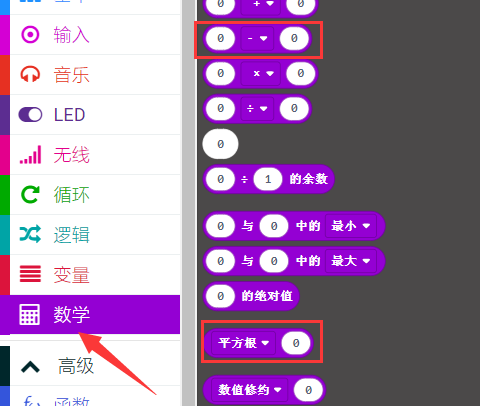 0 + 0
输入
0 - 0
音乐
0 × 0
LED
0 ÷ 0
无线
0
循环
0 ÷ 1 的余数
逻辑
0 与 0 中的 最小
变量
0 与 0 中的 最大
数学
0 的绝对值
高级
平方根 0
函数
数值修约 0